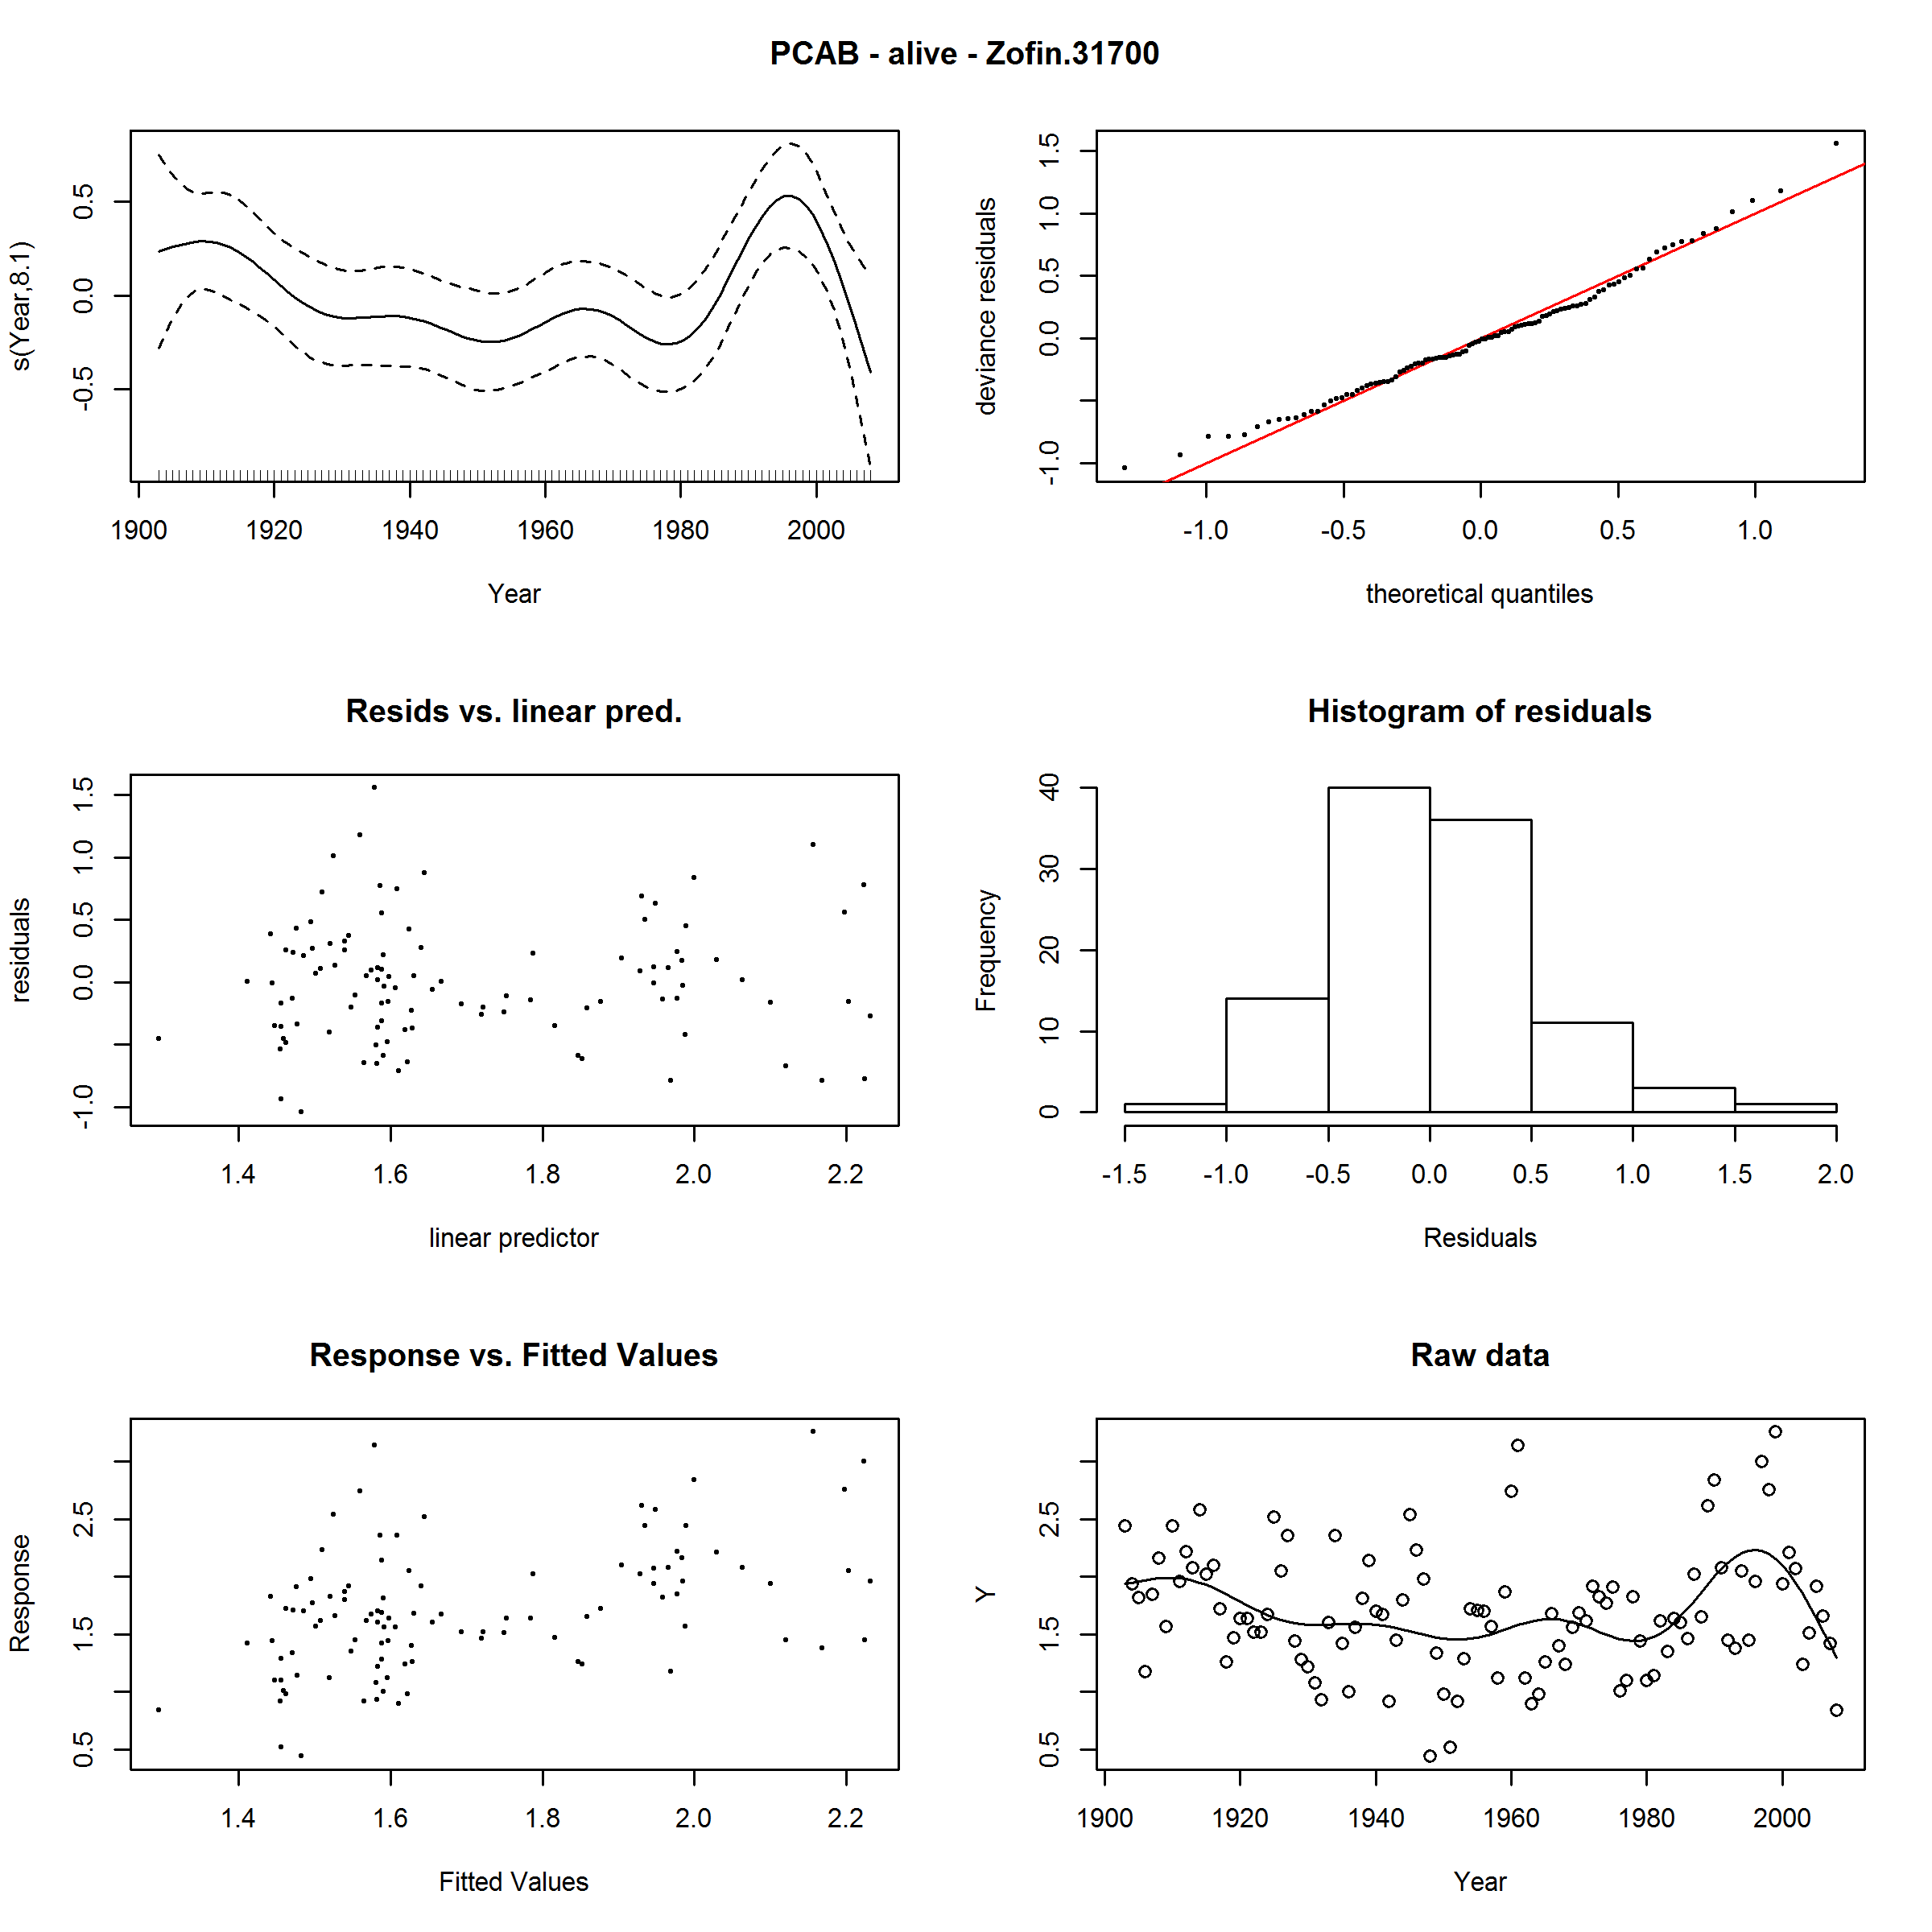 PCAB - alive - Zofin.31700
s(Year,8.1)
-0.5 0.0 0.5
1900 1920 1940 1960 1980 2000
Year
deviance residuals
-1.0 0.0 0.5 1.0 1.5
-1.0 -0.5 0.0 0.5 1.0
theoretical quantiles
Resids vs. linear pred.
residuals
-1.0 0.0 0.5 1.0 1.5
1.4 1.6 1.8 2.0 2.2
linear predictor
Histogram of residuals
Frequency
0 10 20 30 40
-1.5 -1.0 -0.5 0.0 0.5 1.0 1.5 2.0
Residuals
Response vs. Fitted Values
Response
0.5 1.5 2.5
1.4 1.6 1.8 2.0 2.2
Fitted Values
Raw data
Y
0.5 1.5 2.5
1900 1920 1940 1960 1980 2000
Year